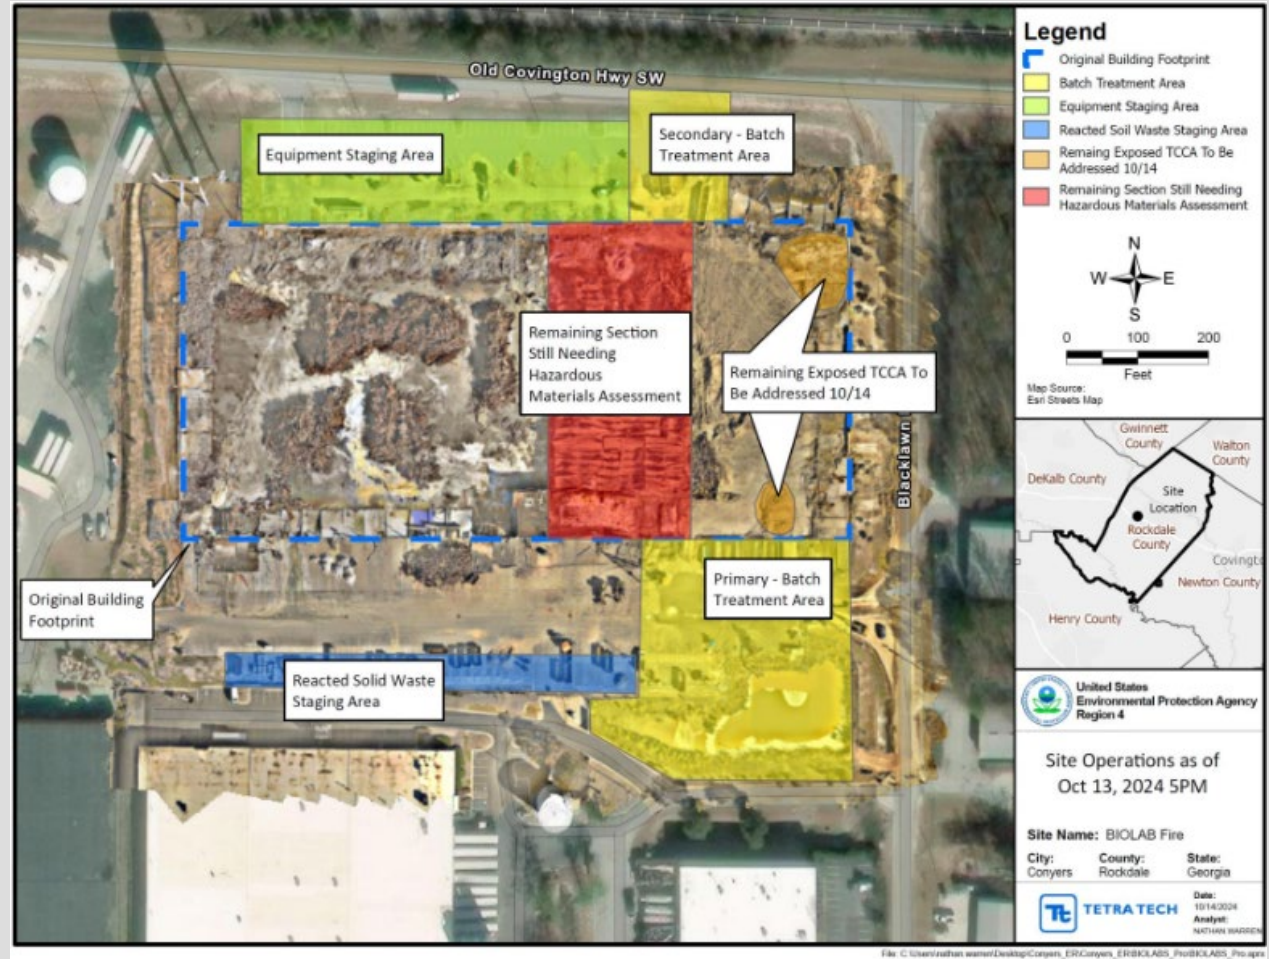 Old Covington Hwy SW
Equipment Staging Area
Secondary - Batch
Treatment Area
Remaining Section
Still Needing
Hazardous
Materials Assessment
Remaining Exposed TCCA To
Be Addressed 10/14
Blacklawn
Original Building
Footprint
Primary - Batch
Treatment Area
Reacted Solid Waste
Staging Area
Legend
Original Building Footprint
Batch Treatment Area
Equipment Staging Area
Reacted Soil Waste Staging Area
Remaing Exposed TCCA To Be
Addressed 10/14
Remaining Section Still Needing
Hazardous Materials Assessment
N
W E
S
0 100 200
Feet
Map Source:
Esri Streets Map
Gwinnett
County
Walton
County
DeKalb County
Site
Location
Rockdale
County
Newton County
Henry County
United States
Environmental Protection Agency
Region 4
Site Operations as of
Oct 13, 2024 5PM
Site Name: BIOLAB Fire
City: County: State:
Conyers Rockdale Georgia
Tt TETRA TECH
Date:
10/14/2024
Analyst:
NATHAN WARREN